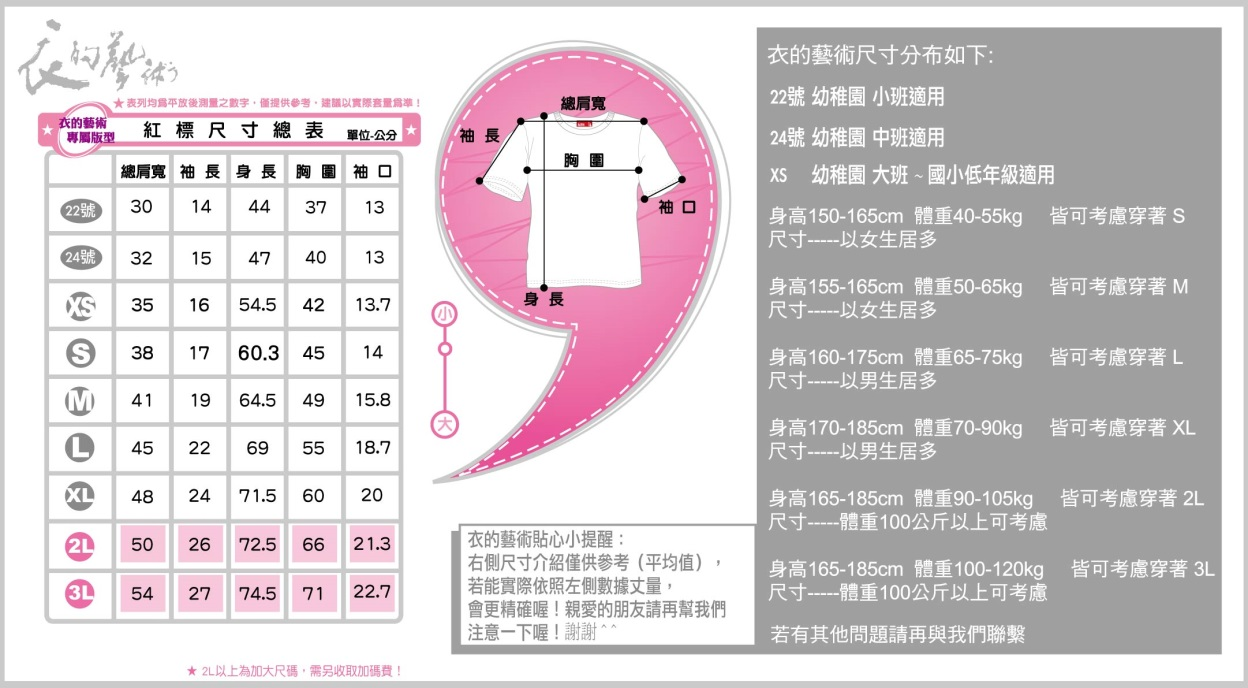 衣的藝術
★表列均為平放後測量之數字，僅提供參考，建議以實際套量為準！
衣的藝術
專屬版型
★ 紅標尺寸總表 單位-公分 ★
總肩寬 袖長 身長 胸圍 袖口
22號 30 14 44 37 13
24號 32 15 47 40 13
XS 35 16 54.5 42 13.7
S 38 17 60.3 45 14
M 41 19 64.5 49 15.8
L 45 22 69 55 18.7
XL 48 24 71.5 60 20
2L 50 26 72.5 66 21.3
3L 54 27 74.5 71 22.7
★ 2L以上為加大尺碼，需另收取加碼費！
總肩寬
袖長
胸圍
袖口
身長
小
大
衣的藝術貼心小提醒：
右側尺寸介紹僅供參考（平均值），
若能實際依照左側數據丈量，
會更精確喔！親愛的朋友請再幫我們
注意一下喔！謝謝^^
衣的藝術尺寸分布如下:
22號 幼稚園 小班適用
24號 幼稚園 中班適用
XS 幼稚園 大班 ~ 國小低年級適用
身高150-165cm 體重40-55kg 皆可考慮穿著 S
尺寸-----以女生居多
身高155-165cm 體重50-65kg 皆可考慮穿著 M
尺寸-----以女生居多
身高160-175cm 體重65-75kg 皆可考慮穿著 L
尺寸-----以男生居多
身高170-185cm 體重70-90kg 皆可考慮穿著 XL
尺寸-----以男生居多
身高165-185cm 體重90-105kg 皆可考慮穿著 2L
尺寸-----體重100公斤以上可考慮
身高165-185cm 體重100-120kg 皆可考慮穿著 3L
尺寸-----體重100公斤以上可考慮
若有其他問題請再與我們聯繫